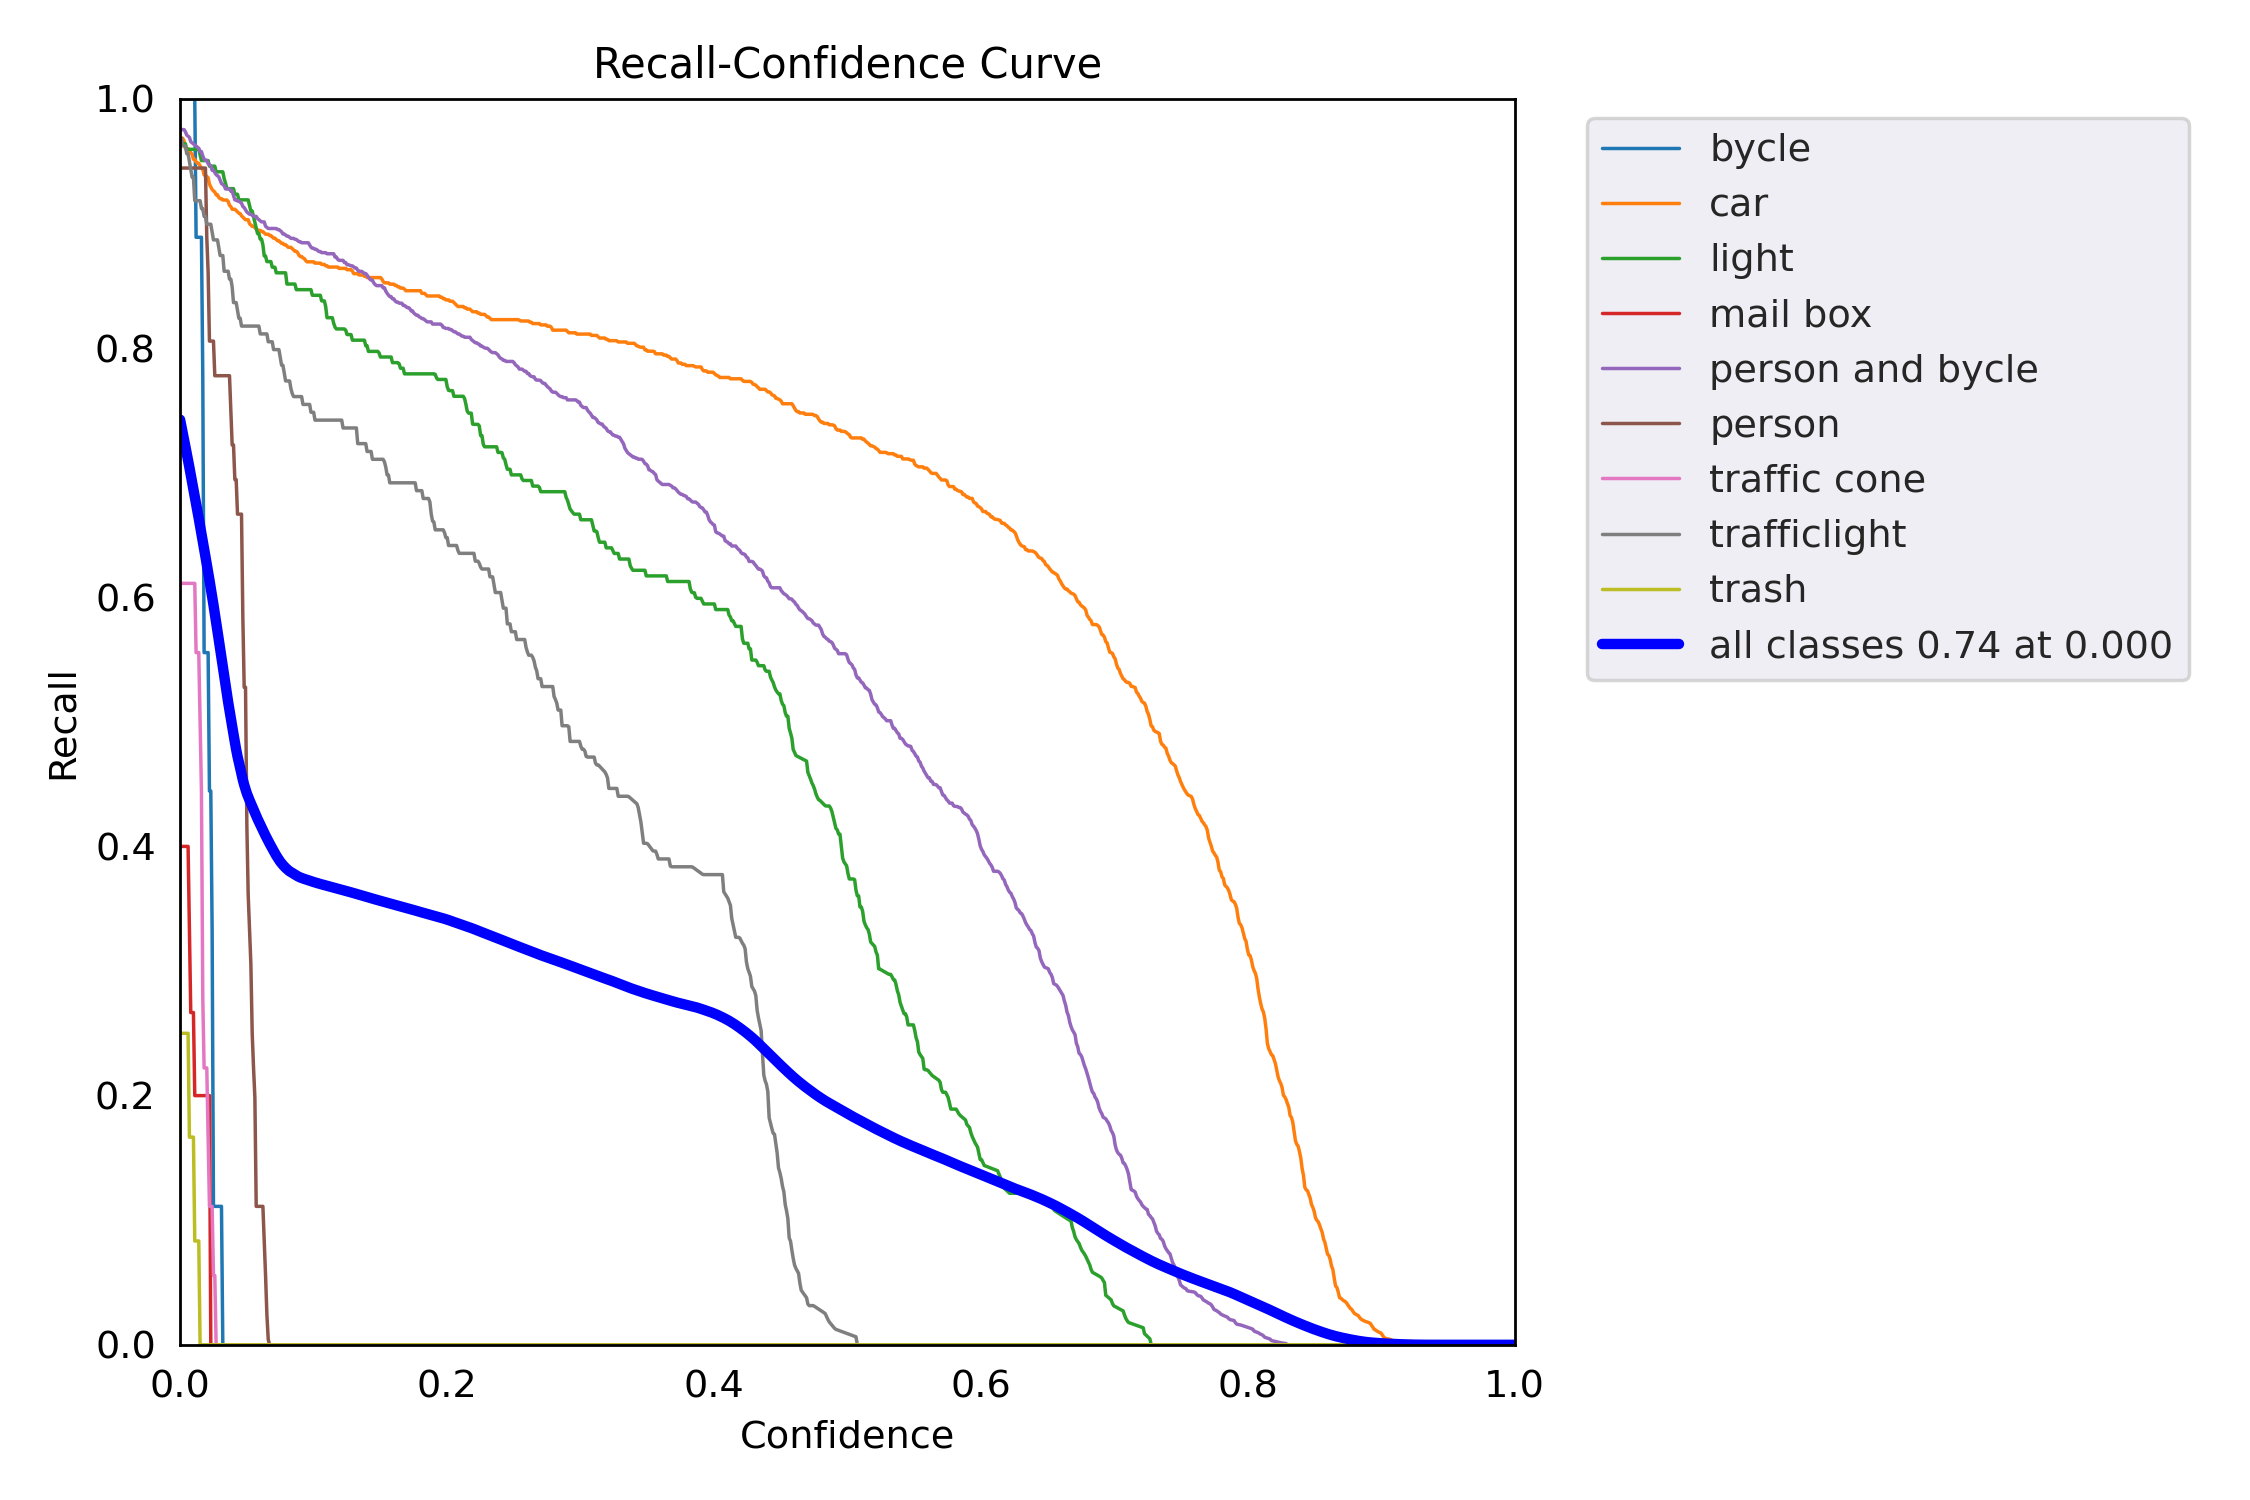 Recall-Confidence Curve
1.0
0.8
0.6
0.4
0.2
0.0
Recall
0.0 0.2 0.4 0.6 0.8 1.0
Confidence
bycle
car
light
mail box
person and bycle
person
traffic cone
trafficlight
trash
all classes 0.74 at 0.000